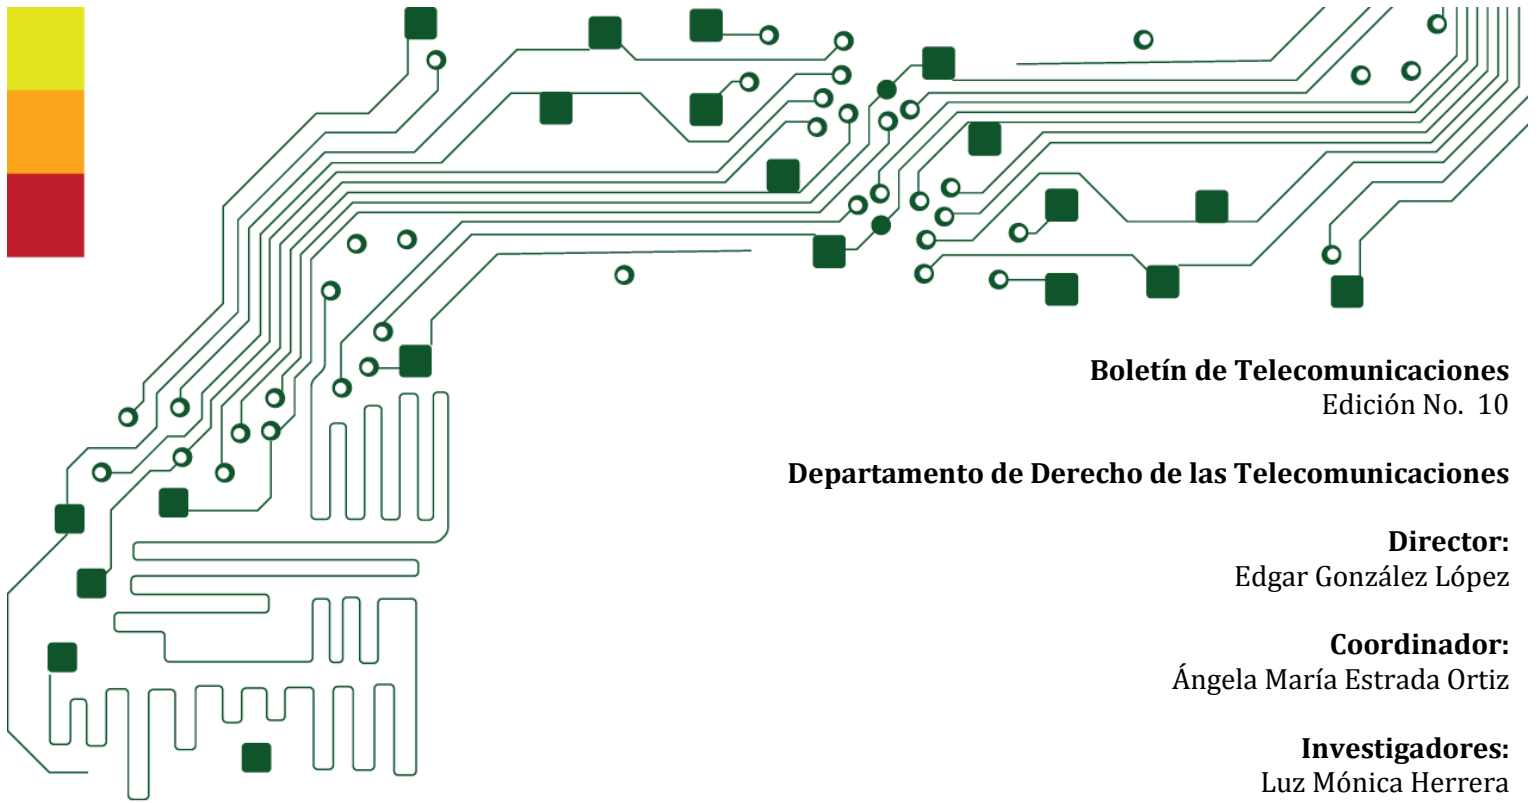 Boletín de Telecomunicaciones
Edición No. 10
Departamento de Derecho de las Telecomunicaciones
Director:
Edgar González López
Coordinador:
Ángela María Estrada Ortiz
Investigadores:
Luz Mónica Herrera